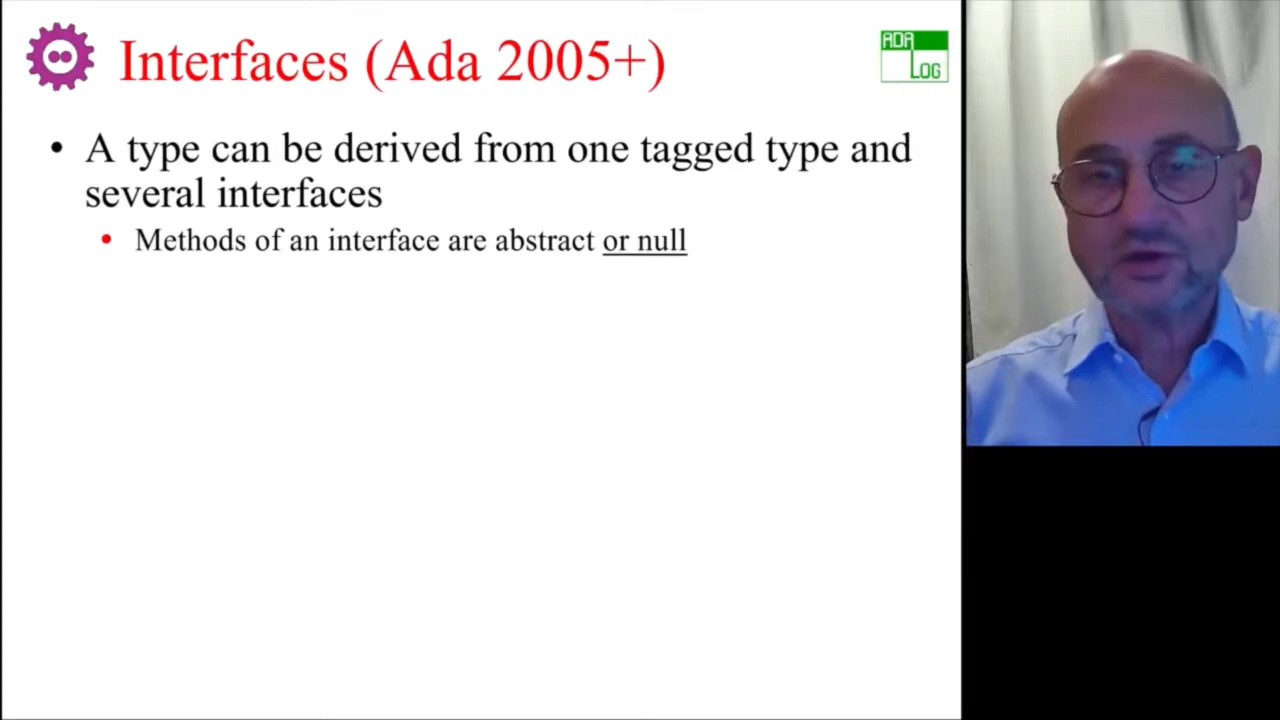 Interfaces (Ada 2005+)
ADA
LOG
• A type can be derived from one tagged type and
several interfaces
• Methods of an interface are abstract or null